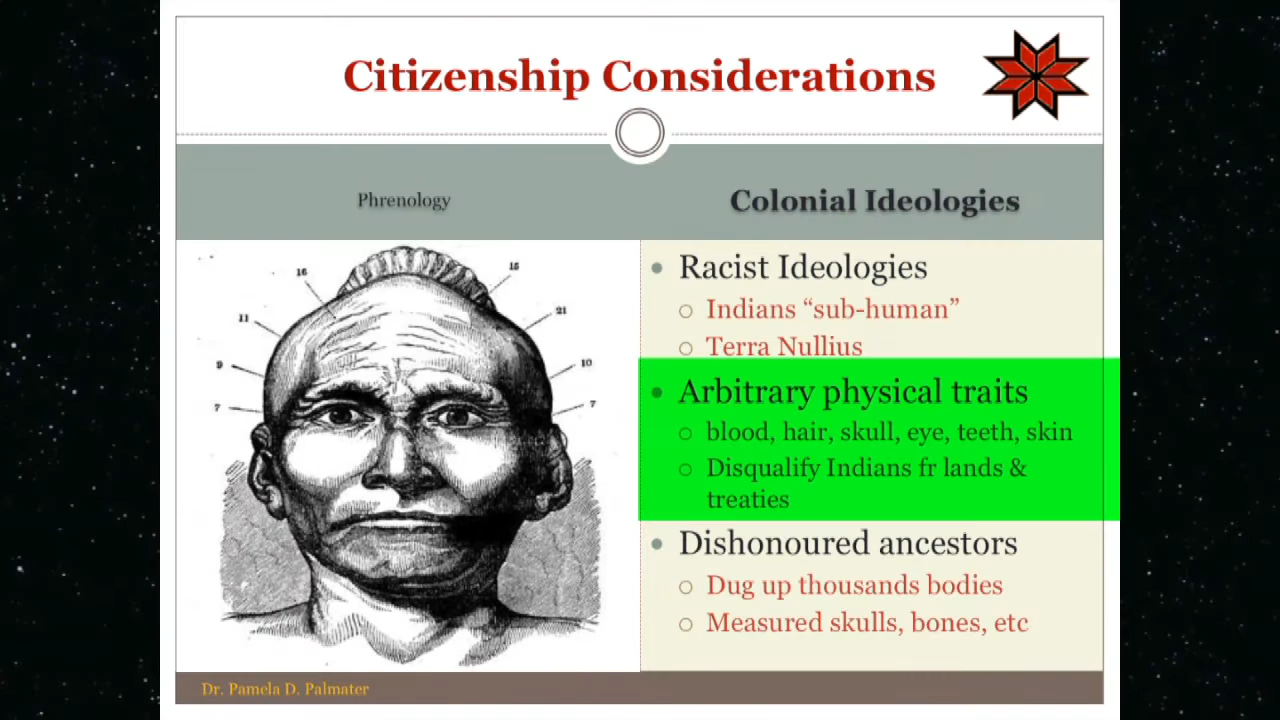 Citizenship Considerations
Phrenology
Colonial Ideologies
16
15
11
21
9
10
7
7
Racist Ideologies
Indians “sub-human”
Terra Nullius
Arbitrary physical traits
blood, hair, skull, eye, teeth, skin
Disqualify Indians fr lands &
treaties
Dishonoured ancestors
Dug up thousands bodies
Measured skulls, bones, etc
Dr. Pamela D. Palmater